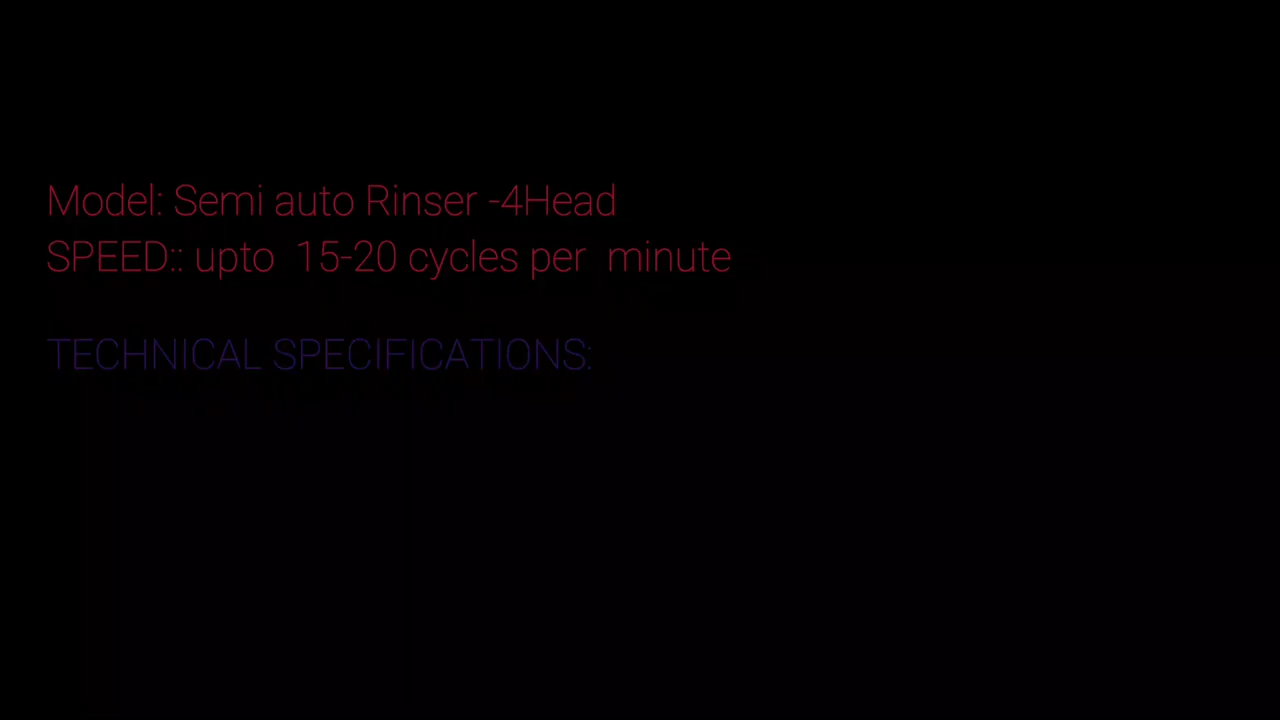 Model: Semi auto Rinser -4Head
SPEED:: upto  15-20 cycles per  minute
TECHNICAL SPECIFICATIONS: